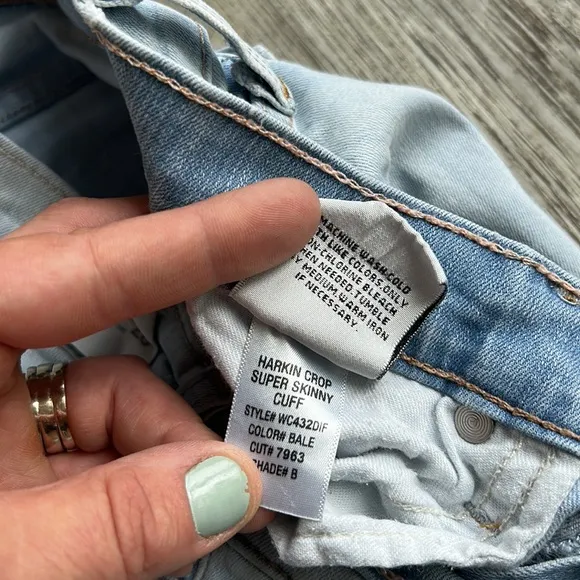 MACHINE WASH COLD
LIKE COLORS, ONLY
NON-CHLORINE BLEACH
WHEN NEEDED, TUMBLE
DRY MEDIUM, WARM IRON
IF NECESSARY.
HARKIN CROP
SUPER SKINNY
CUFF
STYLE# WC432DIF
COLOR# BALE
CUT# 7963
SHADE# B